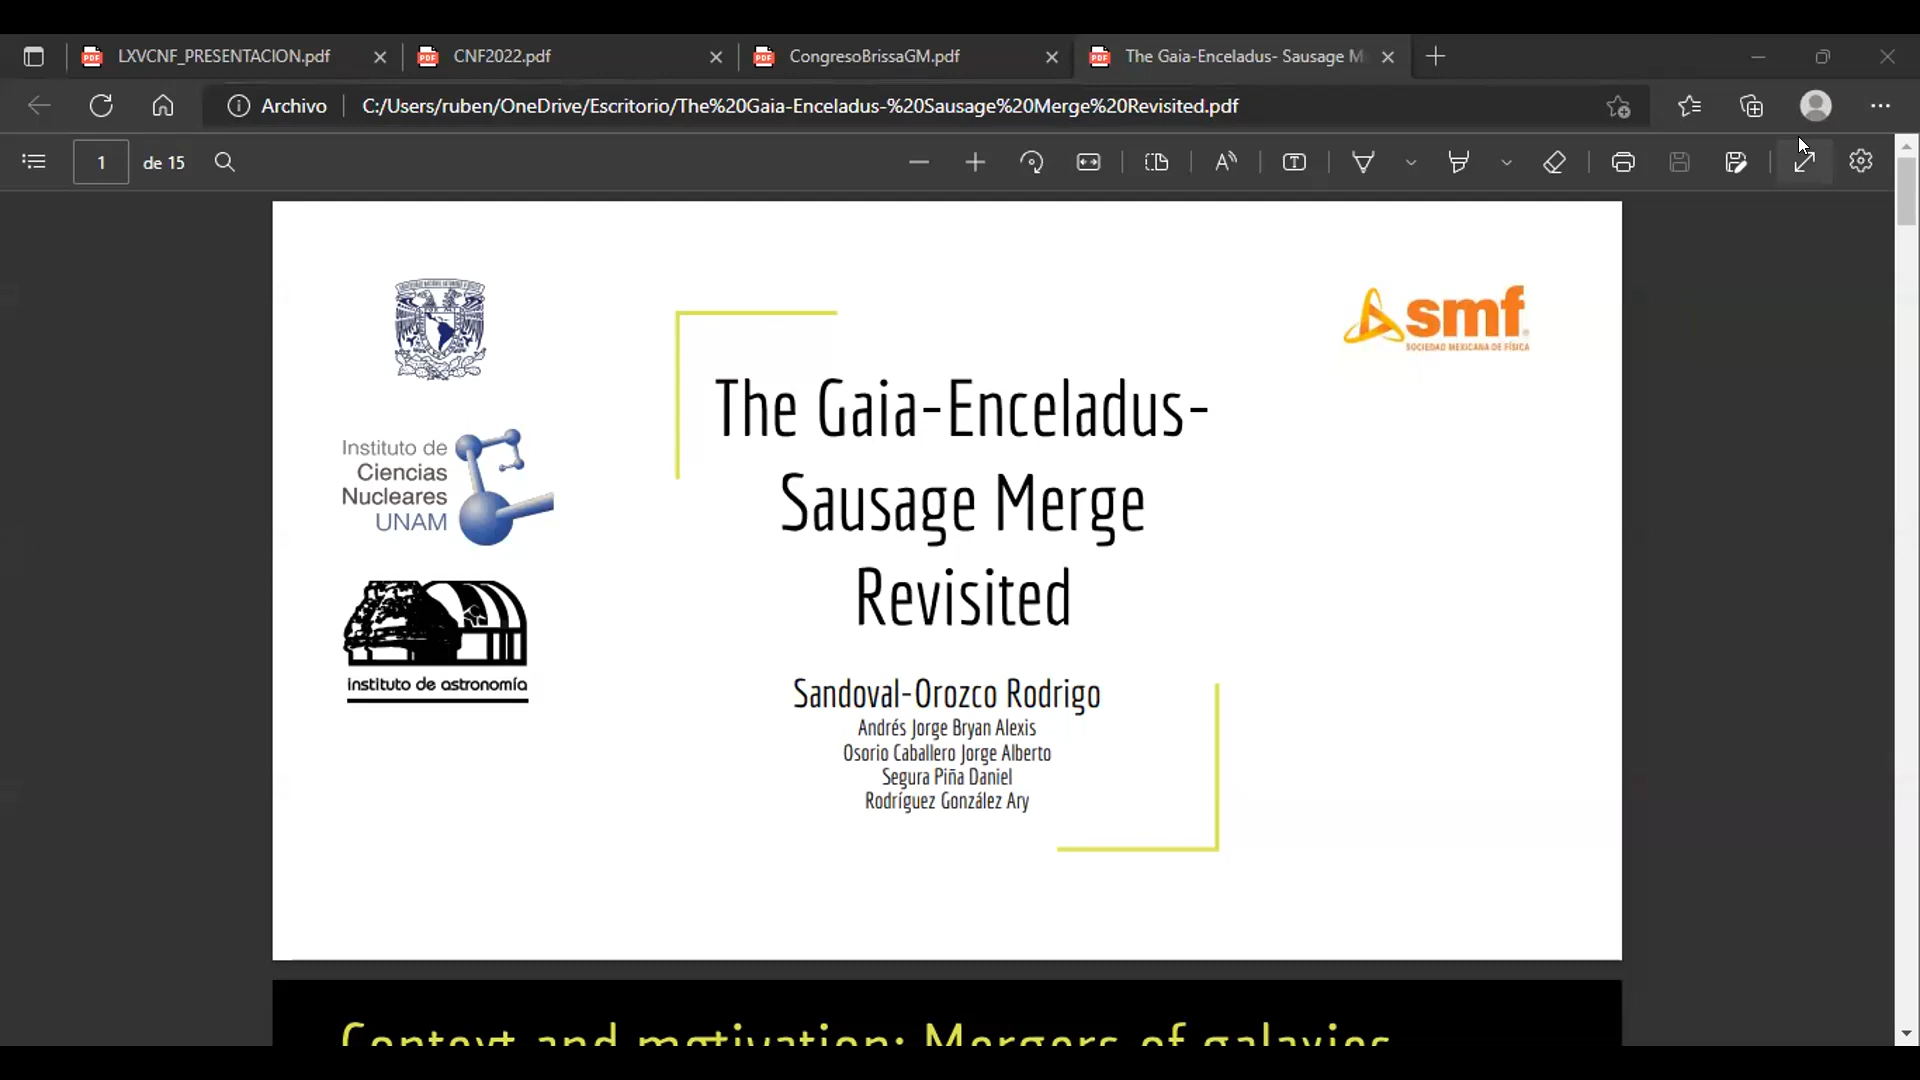 LXVCNF_PRESENTACION.pdf
CNF2022.pdf
CongresoBrissaGM.pdf
The Gaia-Enceladus- Sausage M
Archivo
C:/Users/ruben/OneDrive/Escritorio/The%20Gaia-Enceladus-%20Sausage%20Merge%20Revisited.pdf
1
de 15
smf
SOCIEDAD MEXICANA DE FÍSICA
Instituto de
Ciencias
Nucleares
UNAM
instituto de astronomía
The Gaia-Enceladus-
Sausage Merge
Revisited
Sandoval-Orozco Rodrigo
Andrés Jorge Bryan Alexis
Osorio Caballero Jorge Alberto
Segura Piña Daniel
Rodríguez González Ary
Context and motivation: Mergers of galaxies